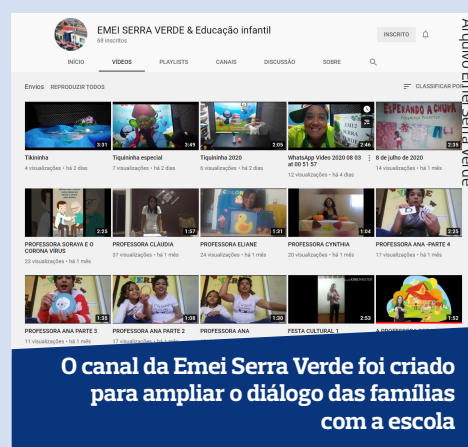 EMEI SERRA VERDE & Educação infantil
68 inscritos
INSCRITO
INÍCIO VÍDEOS PLAYLISTS CANAIS DISCUSSÃO SOBRE
Envios REPRODUZIR TODOS
CLASSIFICAR POR
3:31
3:49
2:05
EMEI
2:46
ESPERANDO A CHUVA
2:35
Tikininha
4 visualizações • há 2 dias
Tiquininha especial
7 visualizações • há 2 dias
Tiquininha 2020
6 visualizações • há 2 dias
WhatsApp Video 2020 08 03
at 00 51 57
12 visualizações • há 4 dias
8 de julho de 2020
14 visualizações • há 1 mês
2:25
1:57
1:31
1:04
2:25
PROFESSORA SORAYA E O
CORONA VÍRUS
23 visualizações • há 1 mês
PROFESSORA CLAUDIA
37 visualizações • há 1 mês
PROFESSORA ELIANE
24 visualizações • há 1 mês
PROFESSORA CYNTHIA
20 visualizações • há 1 mês
PROFESSORA ANA -PARTE 4
17 visualizações • há 1 mês
1:35
1:08
1:30
2:53
1:52
PROFESSORA ANA PARTE 3
11 visualizações • há 1 mês
PROFESSORA ANA PARTE 2
17 visualizações • há 1 mês
PROFESSORA ANA
FESTA CULTURAL 1
Arquivo Emei Serra Verde
O canal da Emei Serra Verde foi criado
para ampliar o diálogo das famílias
com a escola